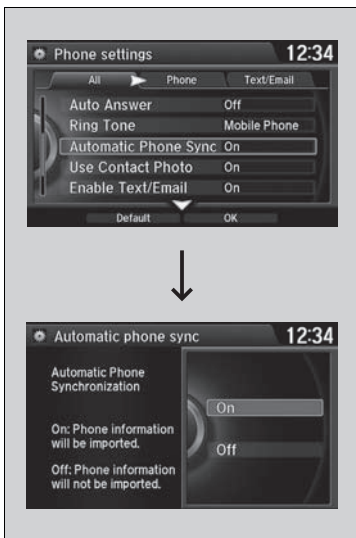 Phone settings 12:34
All Phone Text/Email
Auto Answer Off
Ring Tone Mobile Phone
Automatic Phone Sync On
Use Contact Photo On
Enable Text/Email On
Default OK
Automatic phone sync 12:34
Automatic Phone
Synchronization
On: Phone information
will be imported.
Off: Phone information
will not be imported.
On
Off